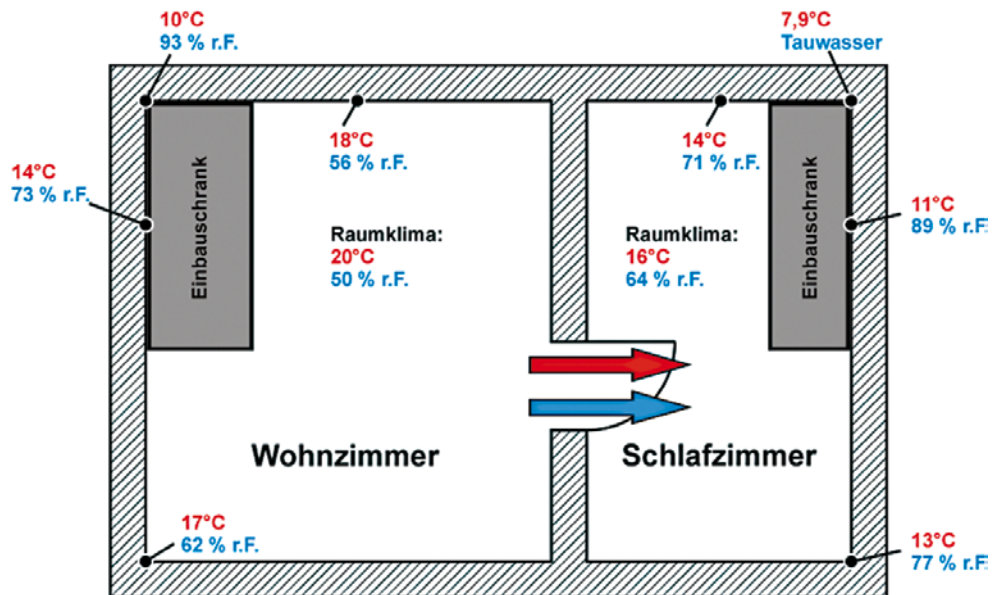 10°C
93 % r.F.
7,9°C
Tauwasser
18°C
56 % r.F.
14°C
71 % r.F.
14°C
73 % r.F.
Einbauschrank
Raumklima:
20°C
50 % r.F.
Raumklima:
16°C
64 % r.F.
Einbauschrank
11°C
89 % r.F.
Wohnzimmer
Schlafzimmer
17°C
62 % r.F.
13°C
77 % r.F.